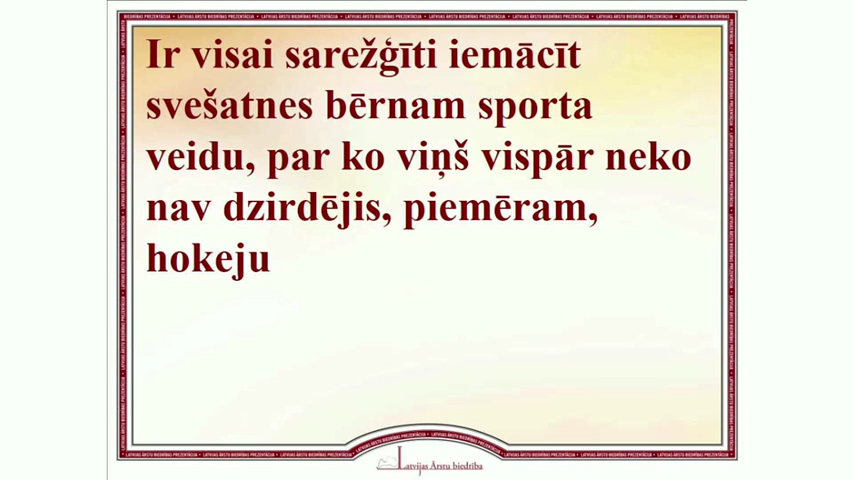 Ir visai sarežģīti iemācīt
svešatnes bērnam sporta
veidu, par ko viņš vispār neko
nav dzirdējis, piemēram,
hokeju
Latvijas Ārstu biedrība